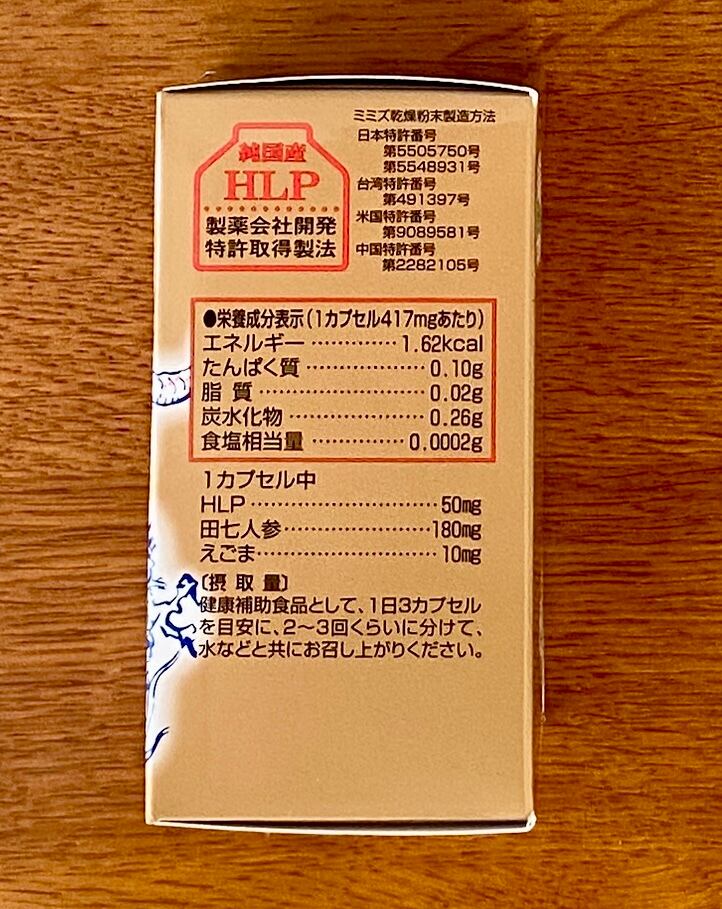 純国産
HLP
製薬会社開発
特許取得製法
ミミズ乾燥粉末製造方法
日本特許番号
第5505750号
第5548931号
台湾特許番号
第491397号
米国特許番号
第9089581号
中国特許番号
第2282105号
●栄養成分表示(1カプセル417mgあたり)
エネルギー ············· 1.62kcal
たんぱく質 ·················· 0.10g
脂 質 ························ 0.02g
炭水化物 ···················· 0.26g
食塩相当量 ·············· 0.0002g
1カプセル中
HLP ···························· 50㎎
田七人参 ······················ 180㎎
えごま ··························· 10㎎
〔摂 取 量〕
健康補助食品として、1日3カプセル
を目安に、2〜3回くらいに分けて、
水などと共にお召し上がりください。